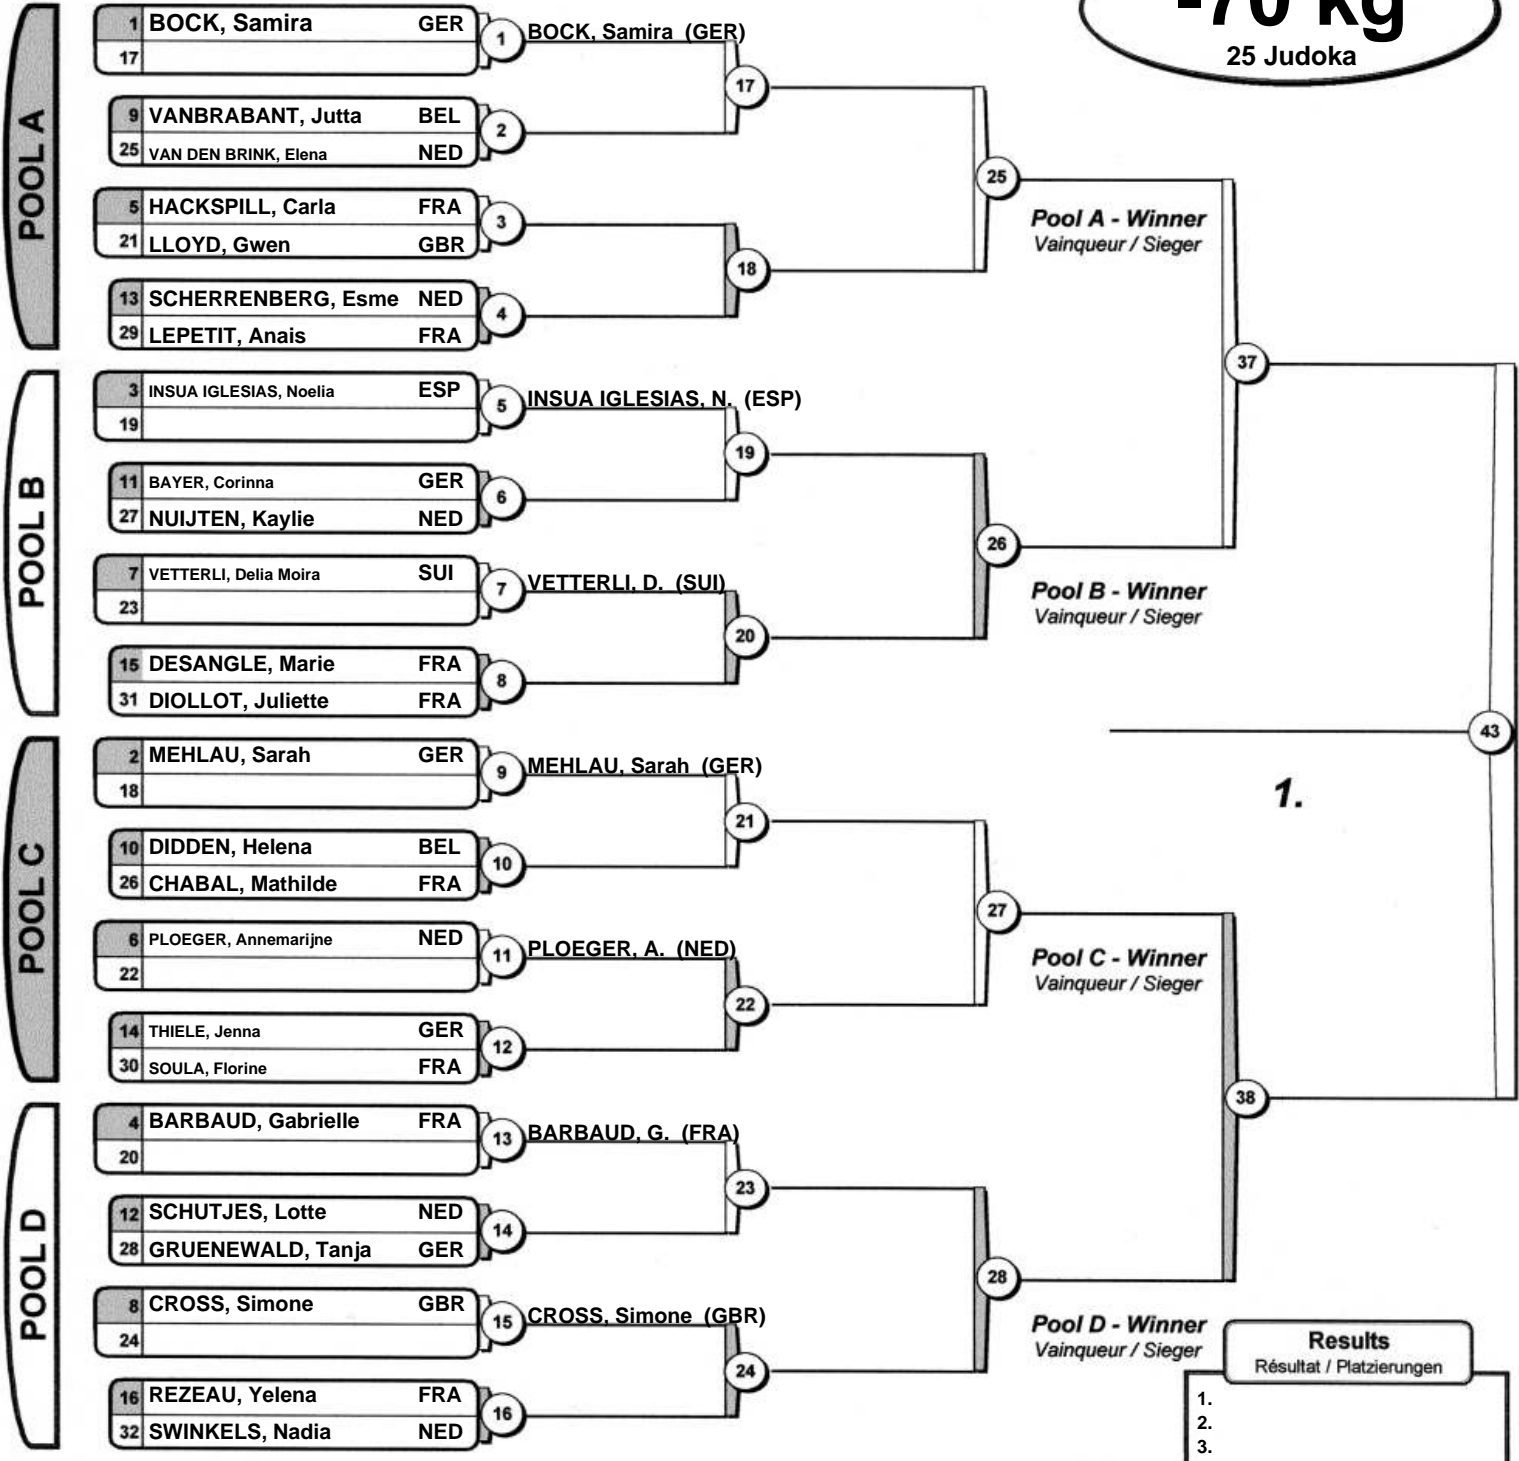 -70 kg
25 Judoka
POOL A
1 BOCK, Samira GER
17
1 BOCK, Samira (GER)
17
9 VANBRABANT, Jutta BEL
25 VAN DEN BRINK, Elena NED
2
5 HACKSPILL, Carla FRA
21 LLOYD, Gwen GBR
3
18
13 SCHERRENBERG, Esme NED
29 LEPETIT, Anais FRA
4
25
Pool A - Winner
Vainqueur / Sieger
POOL B
3 INSUA IGLESIAS, Noelia ESP
19
5 INSUA IGLESIAS, N. (ESP)
19
11 BAYER, Corinna GER
27 NUIJTEN, Kaylie NED
6
7 VETTERLI, Delia Moira SUI
23
7 VETTERLI, D. (SUI)
20
15 DESANGLE, Marie FRA
31 DIOLLOT, Juliette FRA
8
26
Pool B - Winner
Vainqueur / Sieger
37
POOL C
2 MEHLAU, Sarah GER
18
9 MEHLAU, Sarah (GER)
21
10 DIDDEN, Helena BEL
26 CHABAL, Mathilde FRA
10
6 PLOEGER, Annemarijne NED
22
11 PLOEGER, A. (NED)
22
14 THIELE, Jenna GER
30 SOULA, Florine FRA
12
27
Pool C - Winner
Vainqueur / Sieger
43
1.
POOL D
4 BARBAUD, Gabrielle FRA
20
13 BARBAUD, G. (FRA)
23
12 SCHUTJES, Lotte NED
28 GRUENEWALD, Tanja GER
14
8 CROSS, Simone GBR
24
15 CROSS, Simone (GBR)
24
16 REZEAU, Yelena FRA
32 SWINKELS, Nadia NED
16
28
Pool D - Winner
Vainqueur / Sieger
38
Results
Résultat / Platzierungen
1.
2.
3.